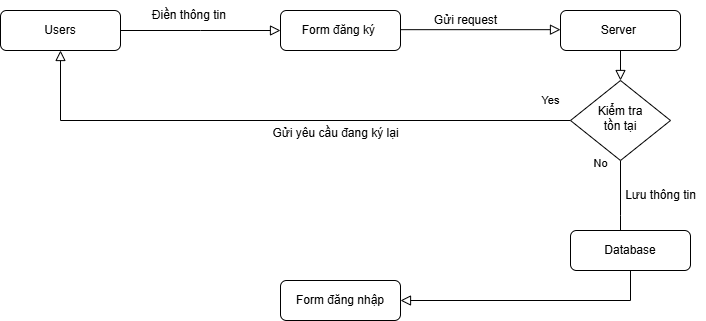 Điền thông tin
Users
Form đăng ký
Gửi request
Server
Kiểm tra
tồn tại
Yes
Gửi yêu cầu đang ký lại
No
Lưu thông tin
Database
Form đăng nhập